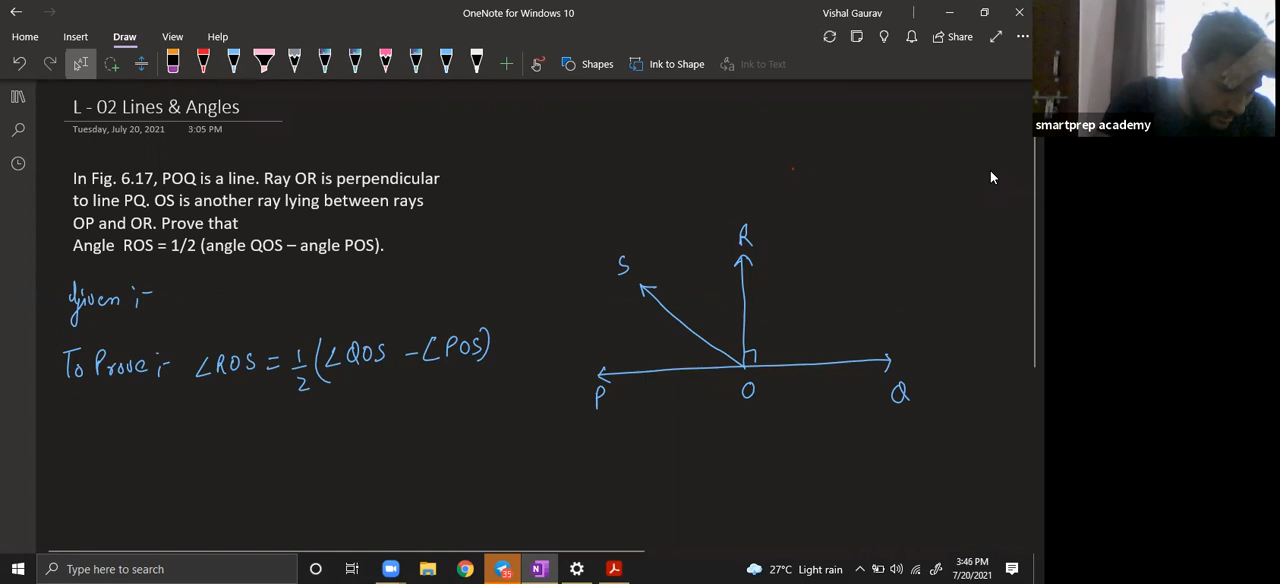 OneNote for Windows 10
Vishal Gaurav
Home Insert Draw View Help
Share
Shapes
Ink to Shape
Ink to Text
smartprep academy
L - 02 Lines & Angles
Tuesday, July 20, 2021 3:05 PM
In Fig. 6.17, POQ is a line. Ray OR is perpendicular
to line PQ. OS is another ray lying between rays
OP and OR. Prove that
Angle ROS = 1/2 (angle QOS – angle POS).
Given :-
To Prove :- ∠ROS = 1/2 (∠QOS - ∠POS)
R
S
P
O
Q
Type here to search
35
27°C Light rain
3:46 PM
7/20/2021